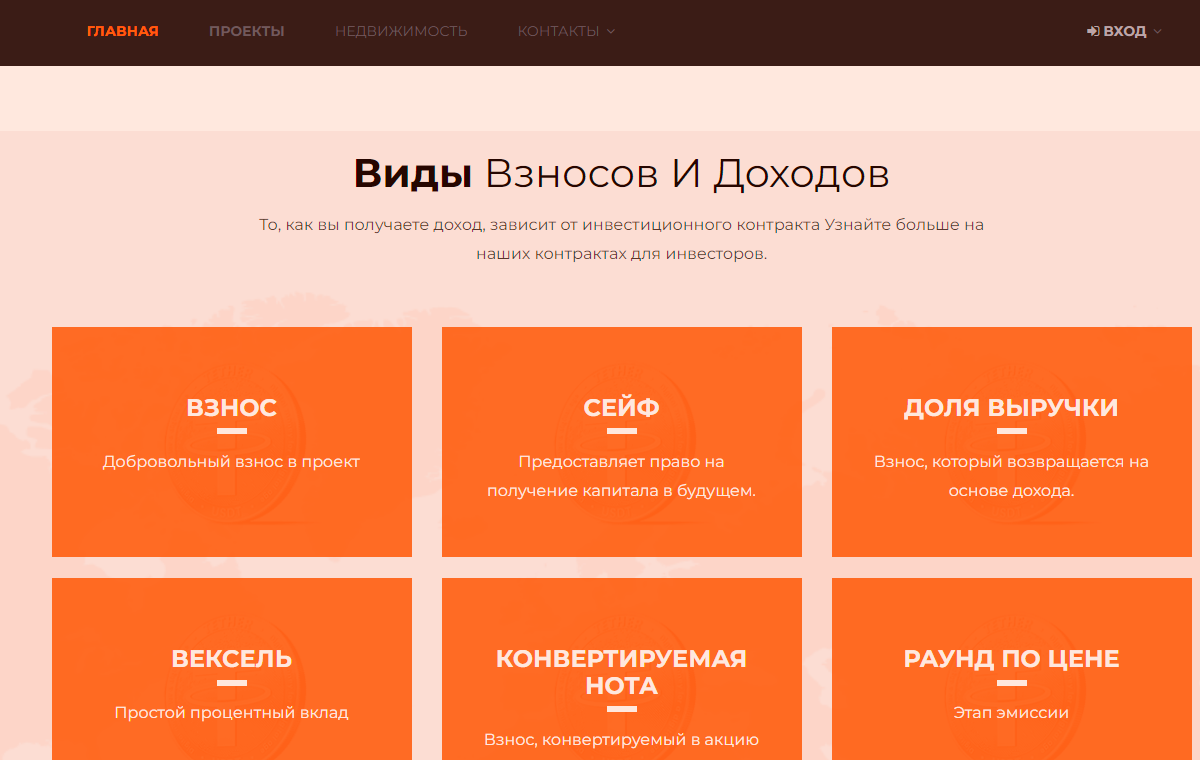 ГЛАВНАЯ ПРОЕКТЫ НЕДВИЖИМОСТЬ КОНТАКТЫ ВХОД
Виды Взносов И Доходов
То, как вы получаете доход, зависит от инвестиционного контракта Узнайте больше на
наших контрактах для инвесторов.
ВЗНОС
Добровольный взнос в проект
СЕЙФ
Предоставляет право на
получение капитала в будущем.
ДОЛЯ ВЫРУЧКИ
Взнос, который возвращается на
основе дохода.
ВЕКСЕЛЬ
Простой процентный вклад
КОНВЕРТИРУЕМАЯ
НОТА
Взнос, конвертируемый в акцию
РАУНД ПО ЦЕНЕ
Этап эмиссии